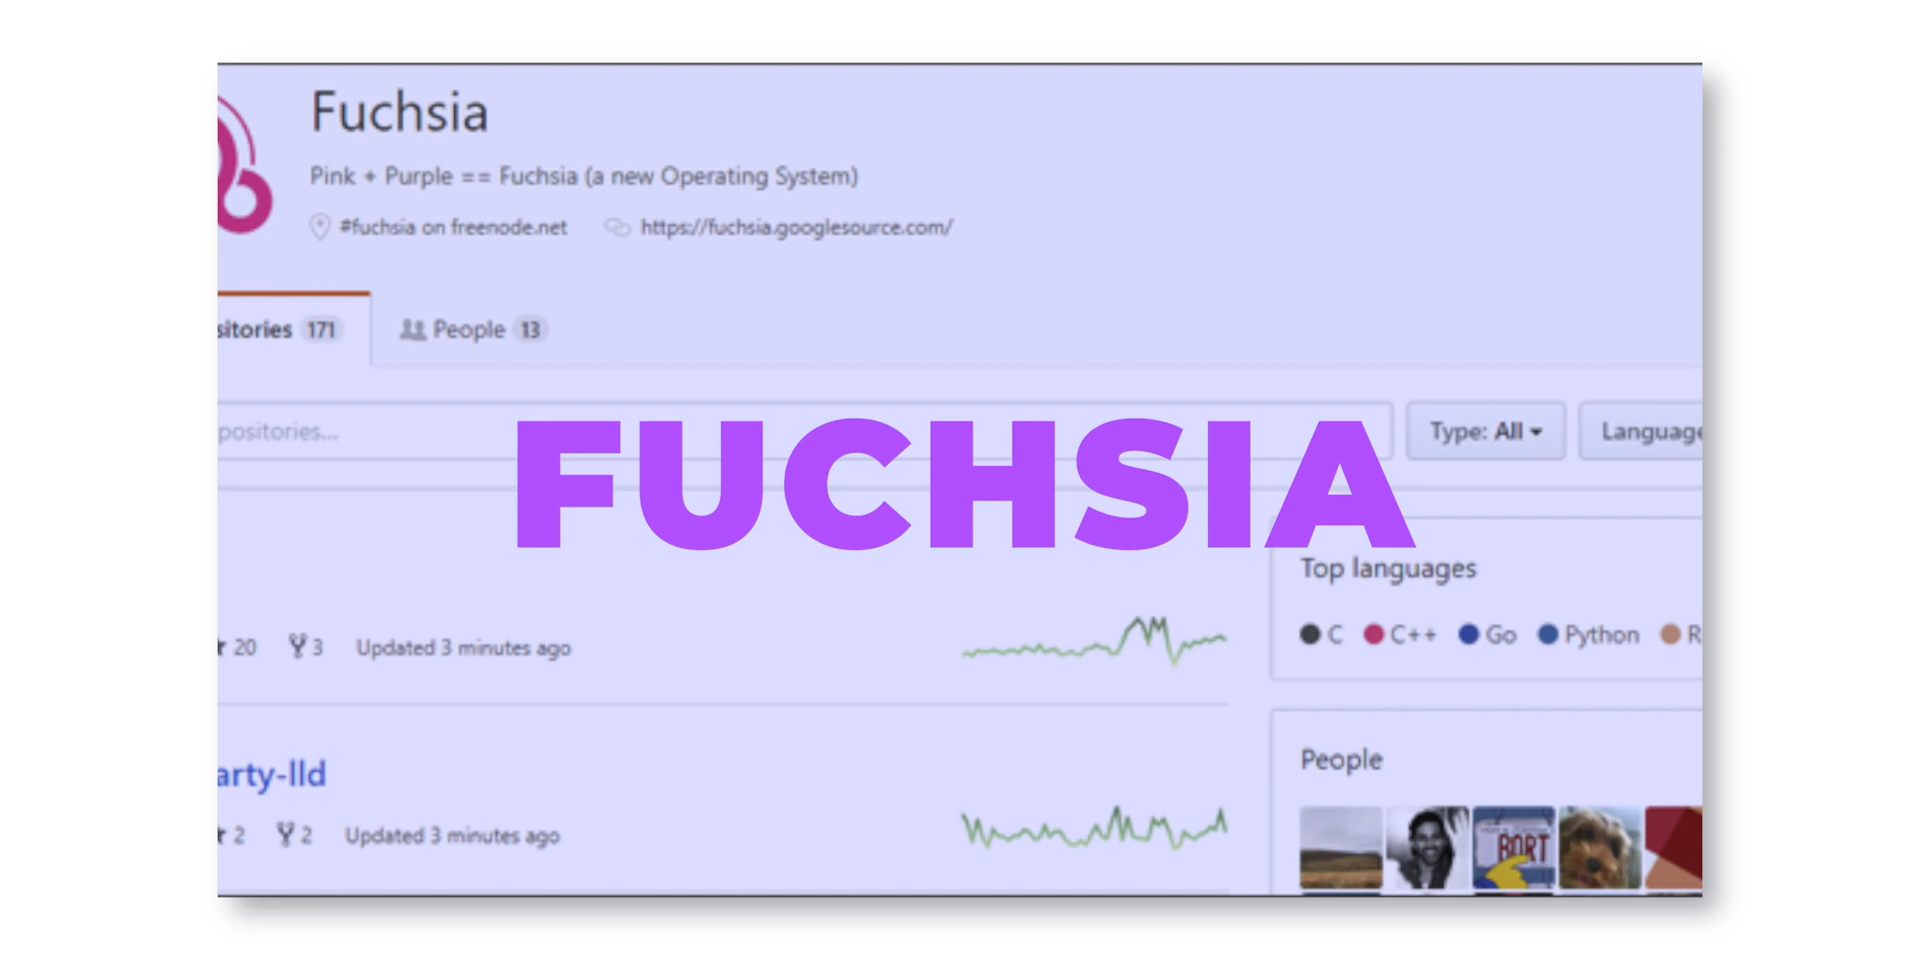 Fuchsia
Pink + Purple == Fuchsia (a new Operating System)
#fuchsia on freenode.net https://fuchsia.googlesource.com/
sitories 171 People 13
positories... Type: All Language
FUCHSIA
Top languages
C C++ Go Python R
20 3 Updated 3 minutes ago
People
arty-lld
2 2 Updated 3 minutes ago
BORT